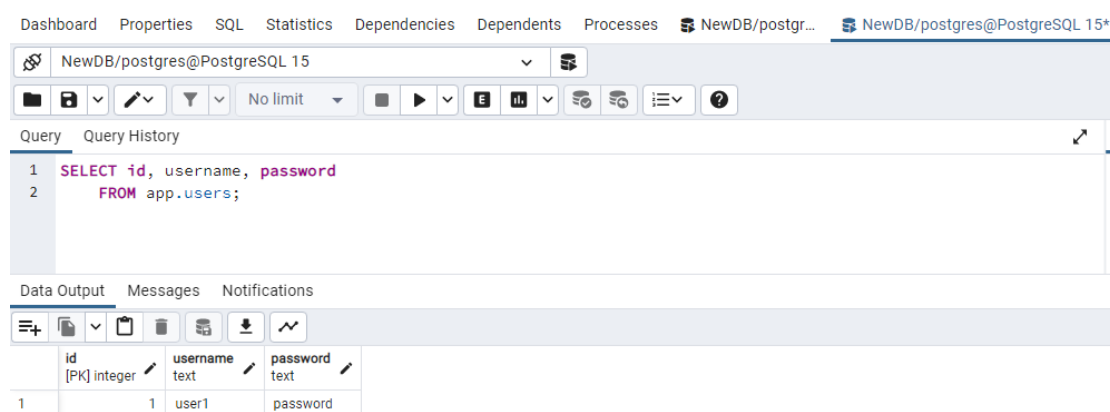 Dashboard Properties SQL Statistics Dependencies Dependents Processes NewDB/postgr... NewDB/postgres@PostgreSQL 15*
NewDB/postgres@PostgreSQL 15
No limit E
Query Query History
1 SELECT id, username, password
2 FROM app.users;
Data Output Messages Notifications
id username password
[PK] integer text text
1 1 user1 password